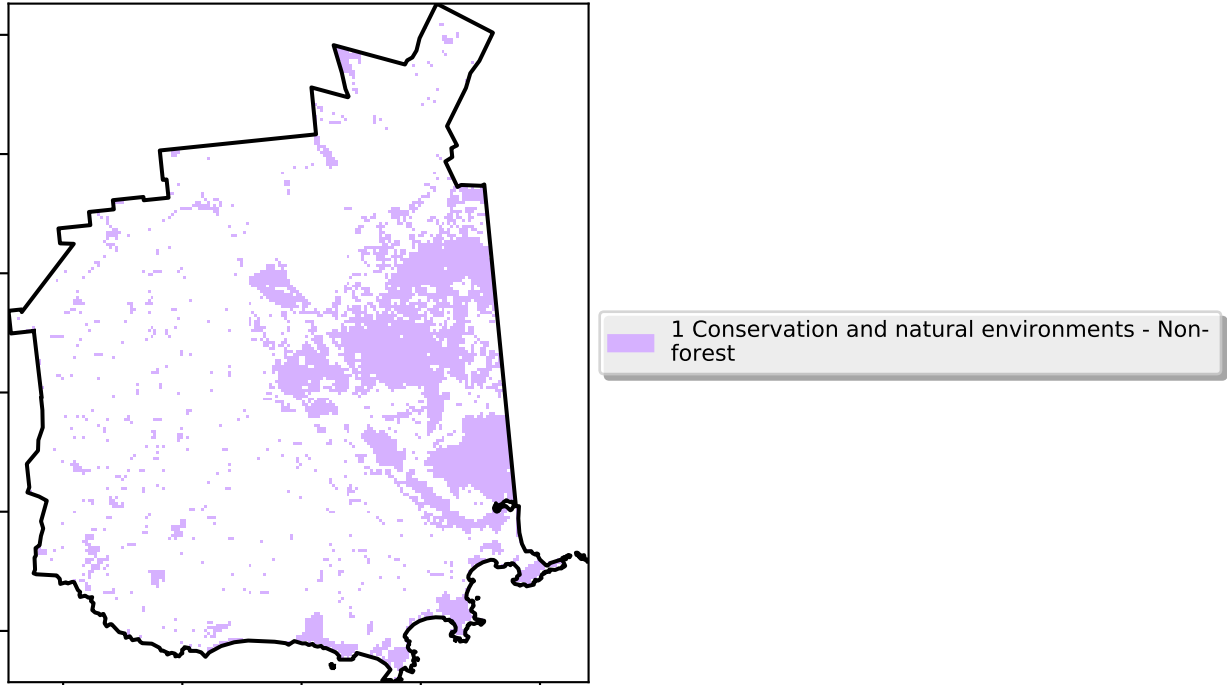 1 Conservation and natural environments - Non-
forest